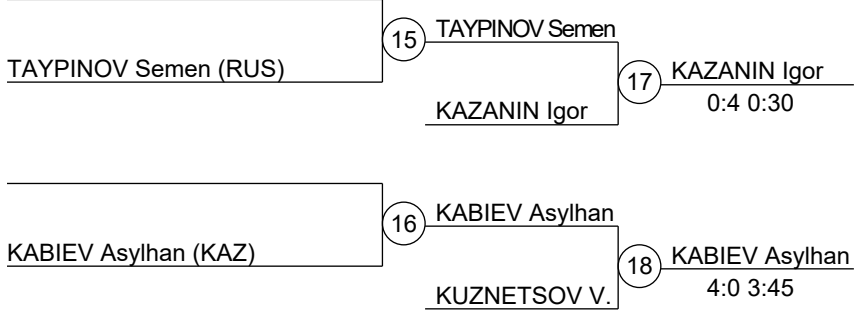 15
TAYPINOV Semen
TAYPINOV Semen (RUS)
17
KAZANIN Igor
0:4 0:30
KAZANIN Igor
16
KABIEV Asylhan
KABIEV Asylhan (KAZ)
18
KABIEV Asylhan
4:0 3:45
KUZNETSOV V.